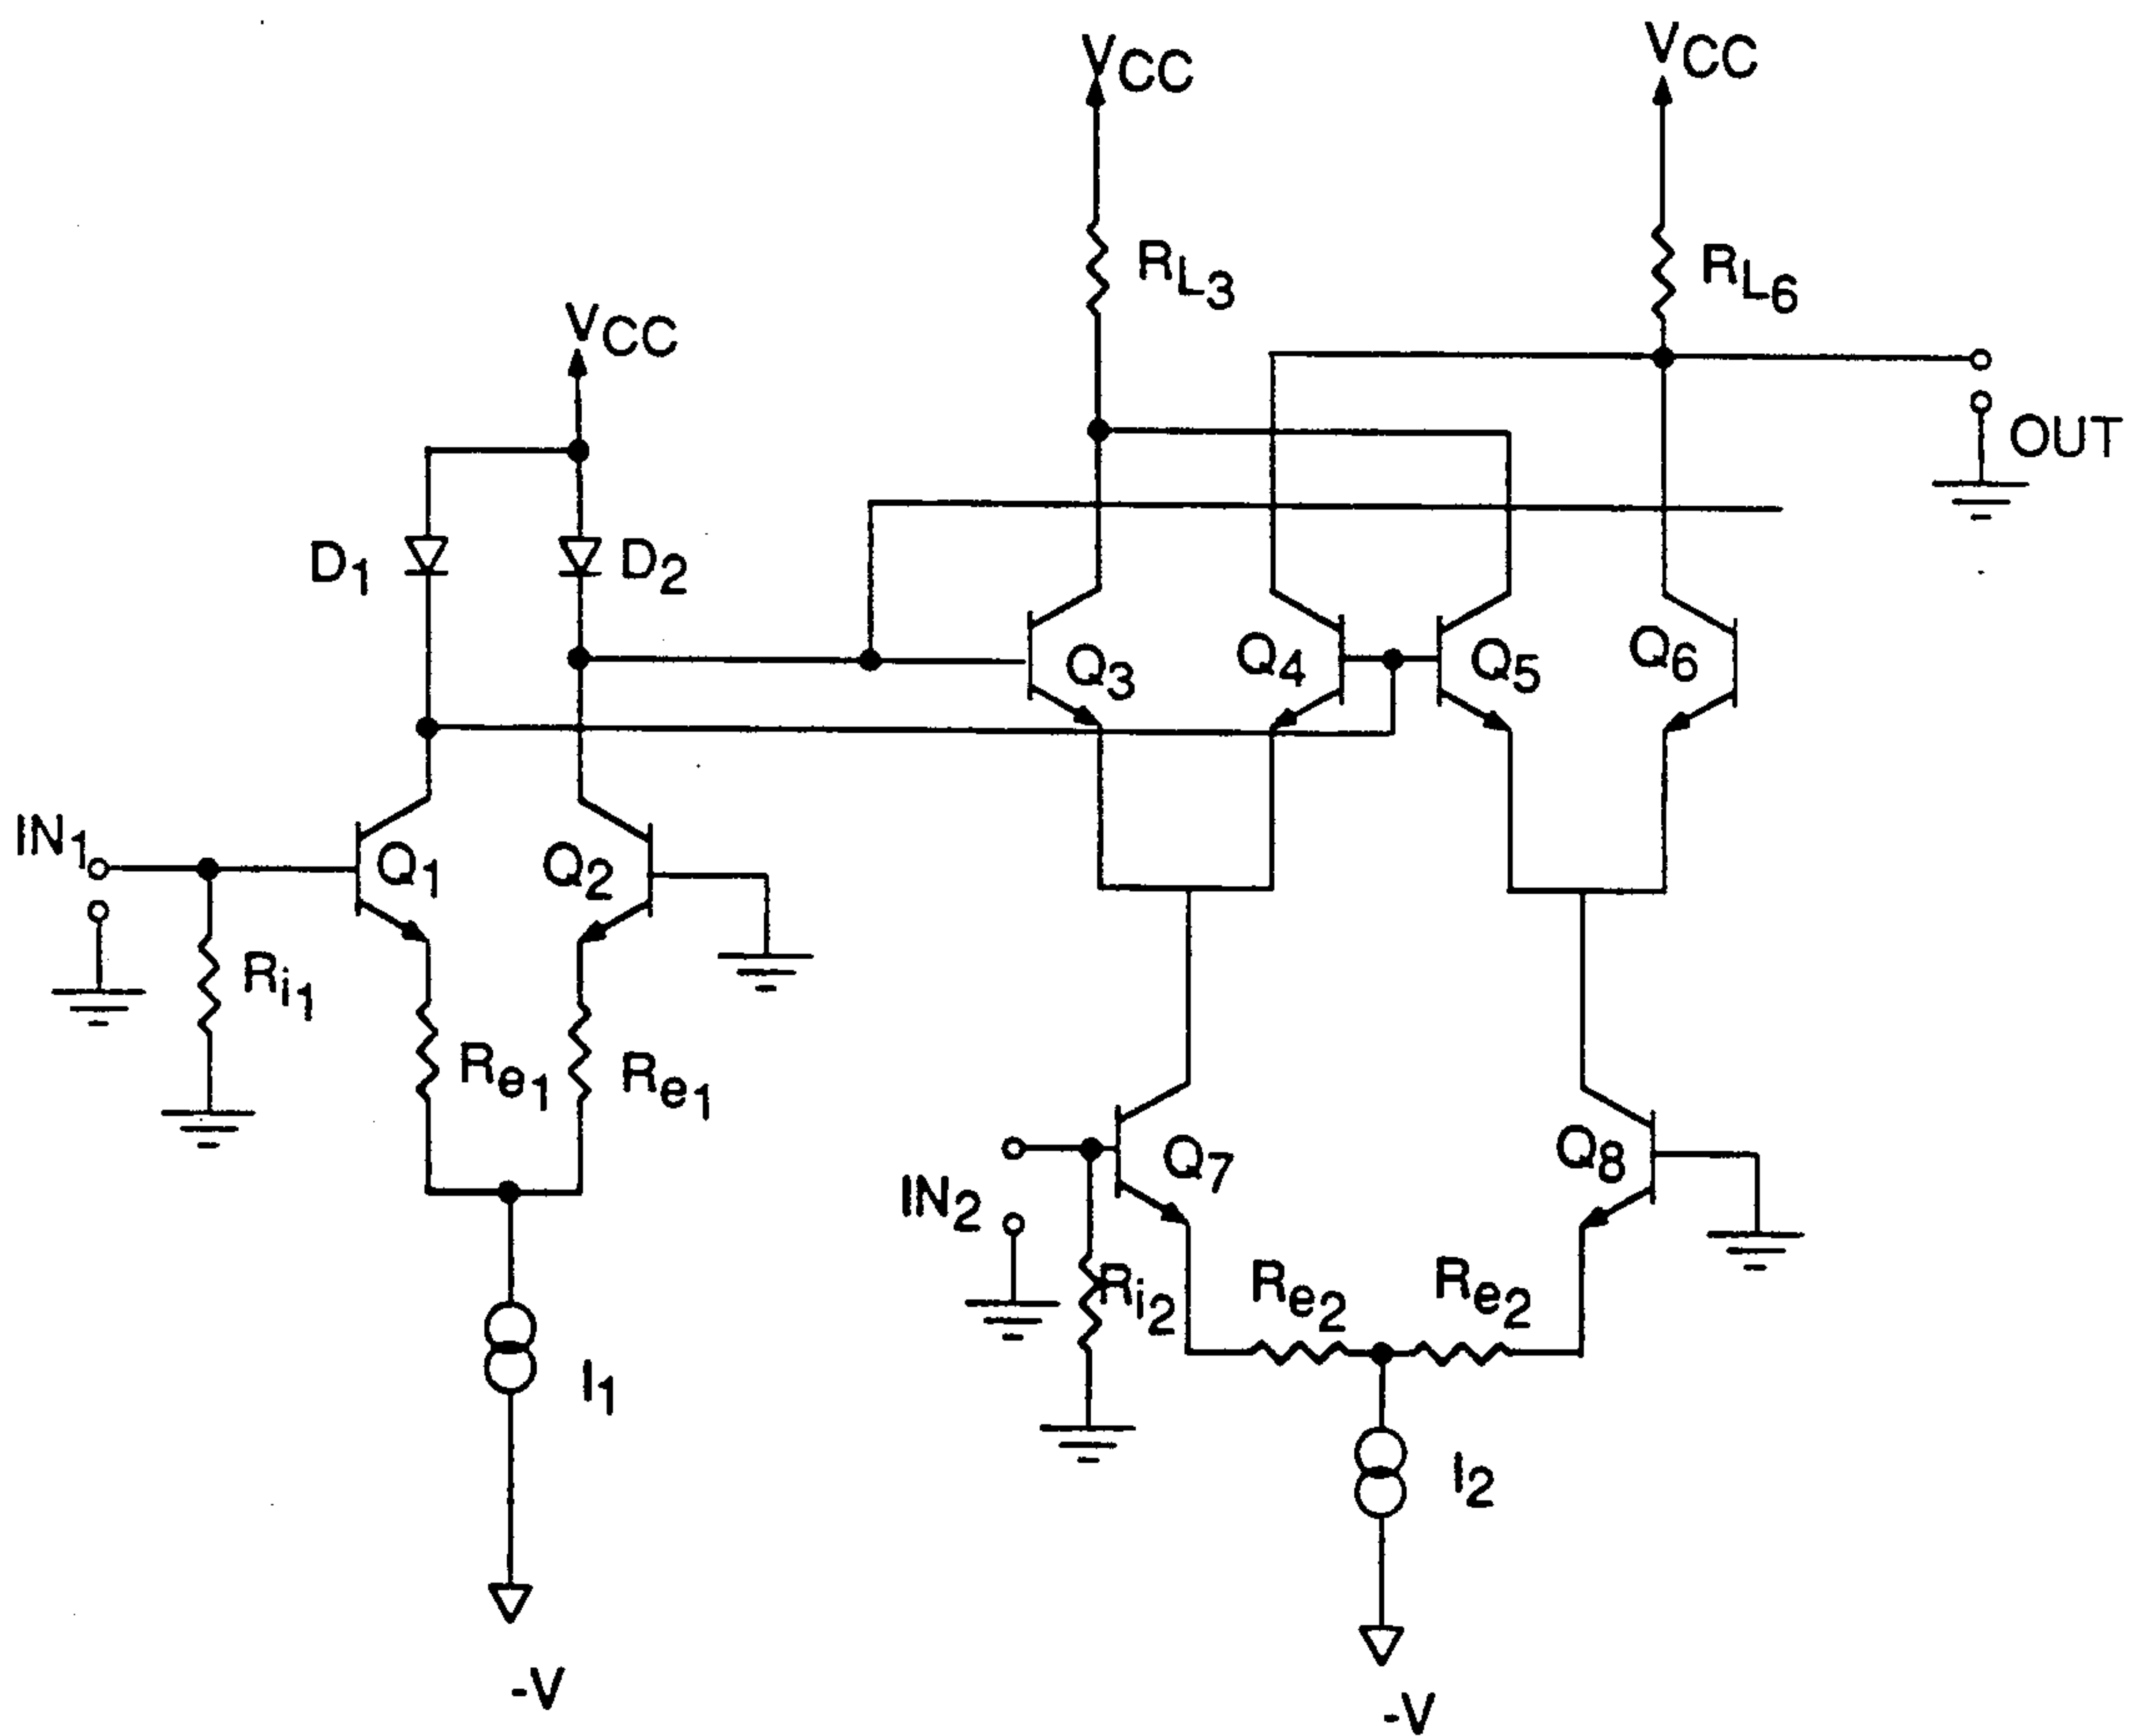 VCC
VCC
RL3
RL6
VCC
OUT
D1
D2
Q3
Q4
Q5
Q6
IN1
Q1
Q2
Ri1
Re1
Re1
Q7
Q8
IN2
Ri2
Re2
Re2
I1
I2
-V
-V